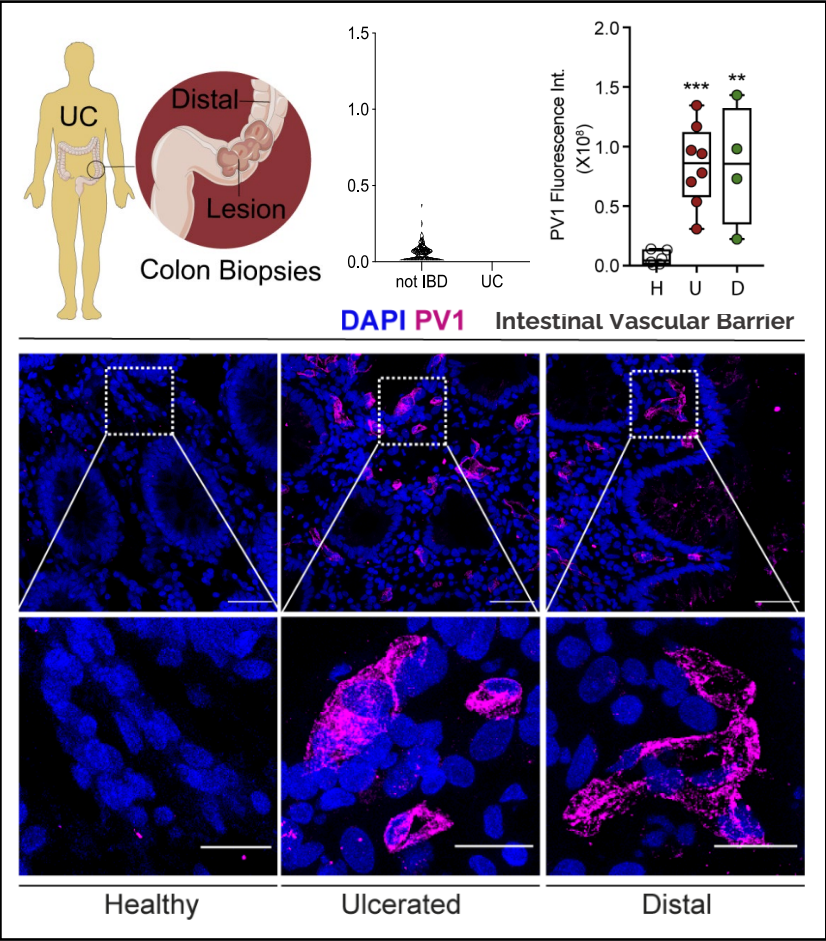 UC
Distal
Lesion
Colon Biopsies
1.5
1.0
0.5
0.0
not IBD
UC
PV1 Fluorescence Int.
(X10⁸)
2.0
1.5
1.0
0.5
0.0
***
**
H
U
D
DAPI PV1
Intestinal Vascular Barrier
Healthy
Ulcerated
Distal